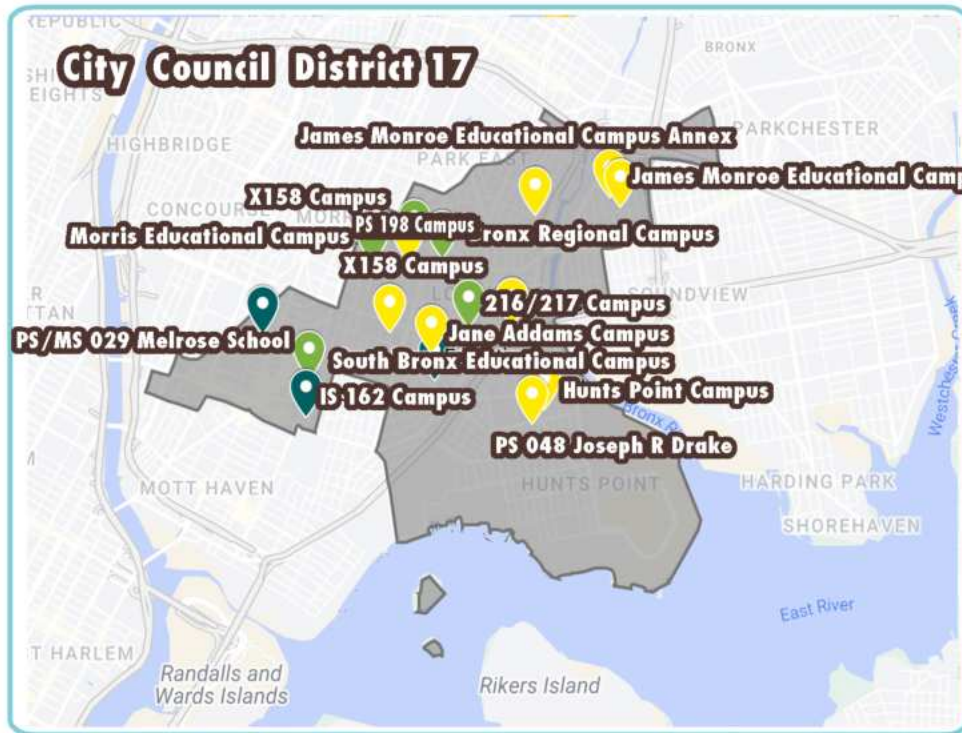 REPUBLICAN
City Council District 17
BRONX
HEIGHTS
HIGHBRIDGE
James Monroe Educational Campus Annex
PARKCHESTER
PARK EAST
James Monroe Educational Camp
X158 Campus
CONCOURSE
PS 198 Campus
Morris Educational Campus
Bronx Regional Campus
X158 Campus
SOUNDVIEW
216/217 Campus
PS/MS 029 Melrose School
Jane Addams Campus
South Bronx Educational Campus
IS 162 Campus
Hunts Point Campus
PS 048 Joseph R Drake
MOTT HAVEN
HUNTS POINT
HARDING PARK
SHOREHAVEN
East River
T HARLEM
Randalls and
Wards Islands
Rikers Island